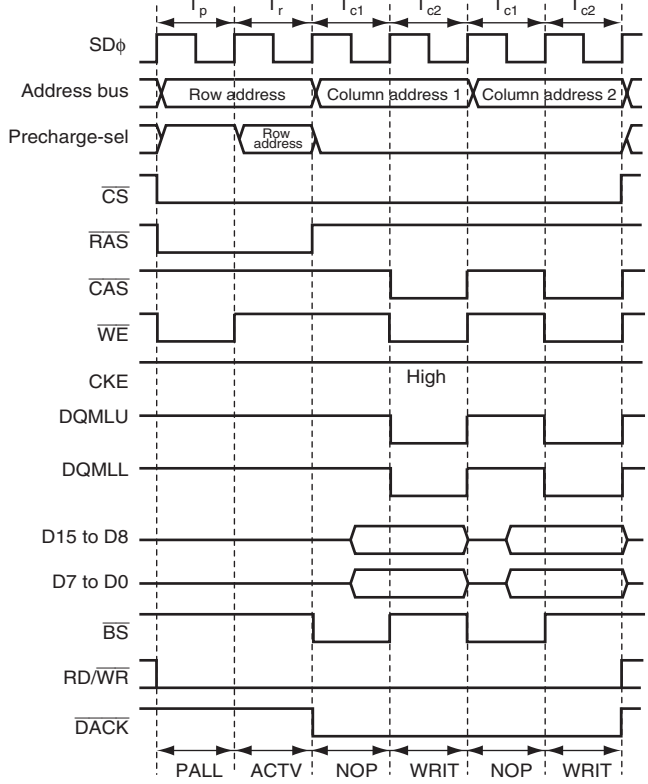 Tp Tr Tc1 Tc2 Tc1 Tc2
SDϕ
Address bus Row address Column address 1 Column address 2
Precharge-sel Row address
CS
RAS
CAS
WE
CKE High
DQMLU
DQMLL
D15 to D8
D7 to D0
BS
RD/WR
DACK
PALL ACTV NOP WRIT NOP WRIT